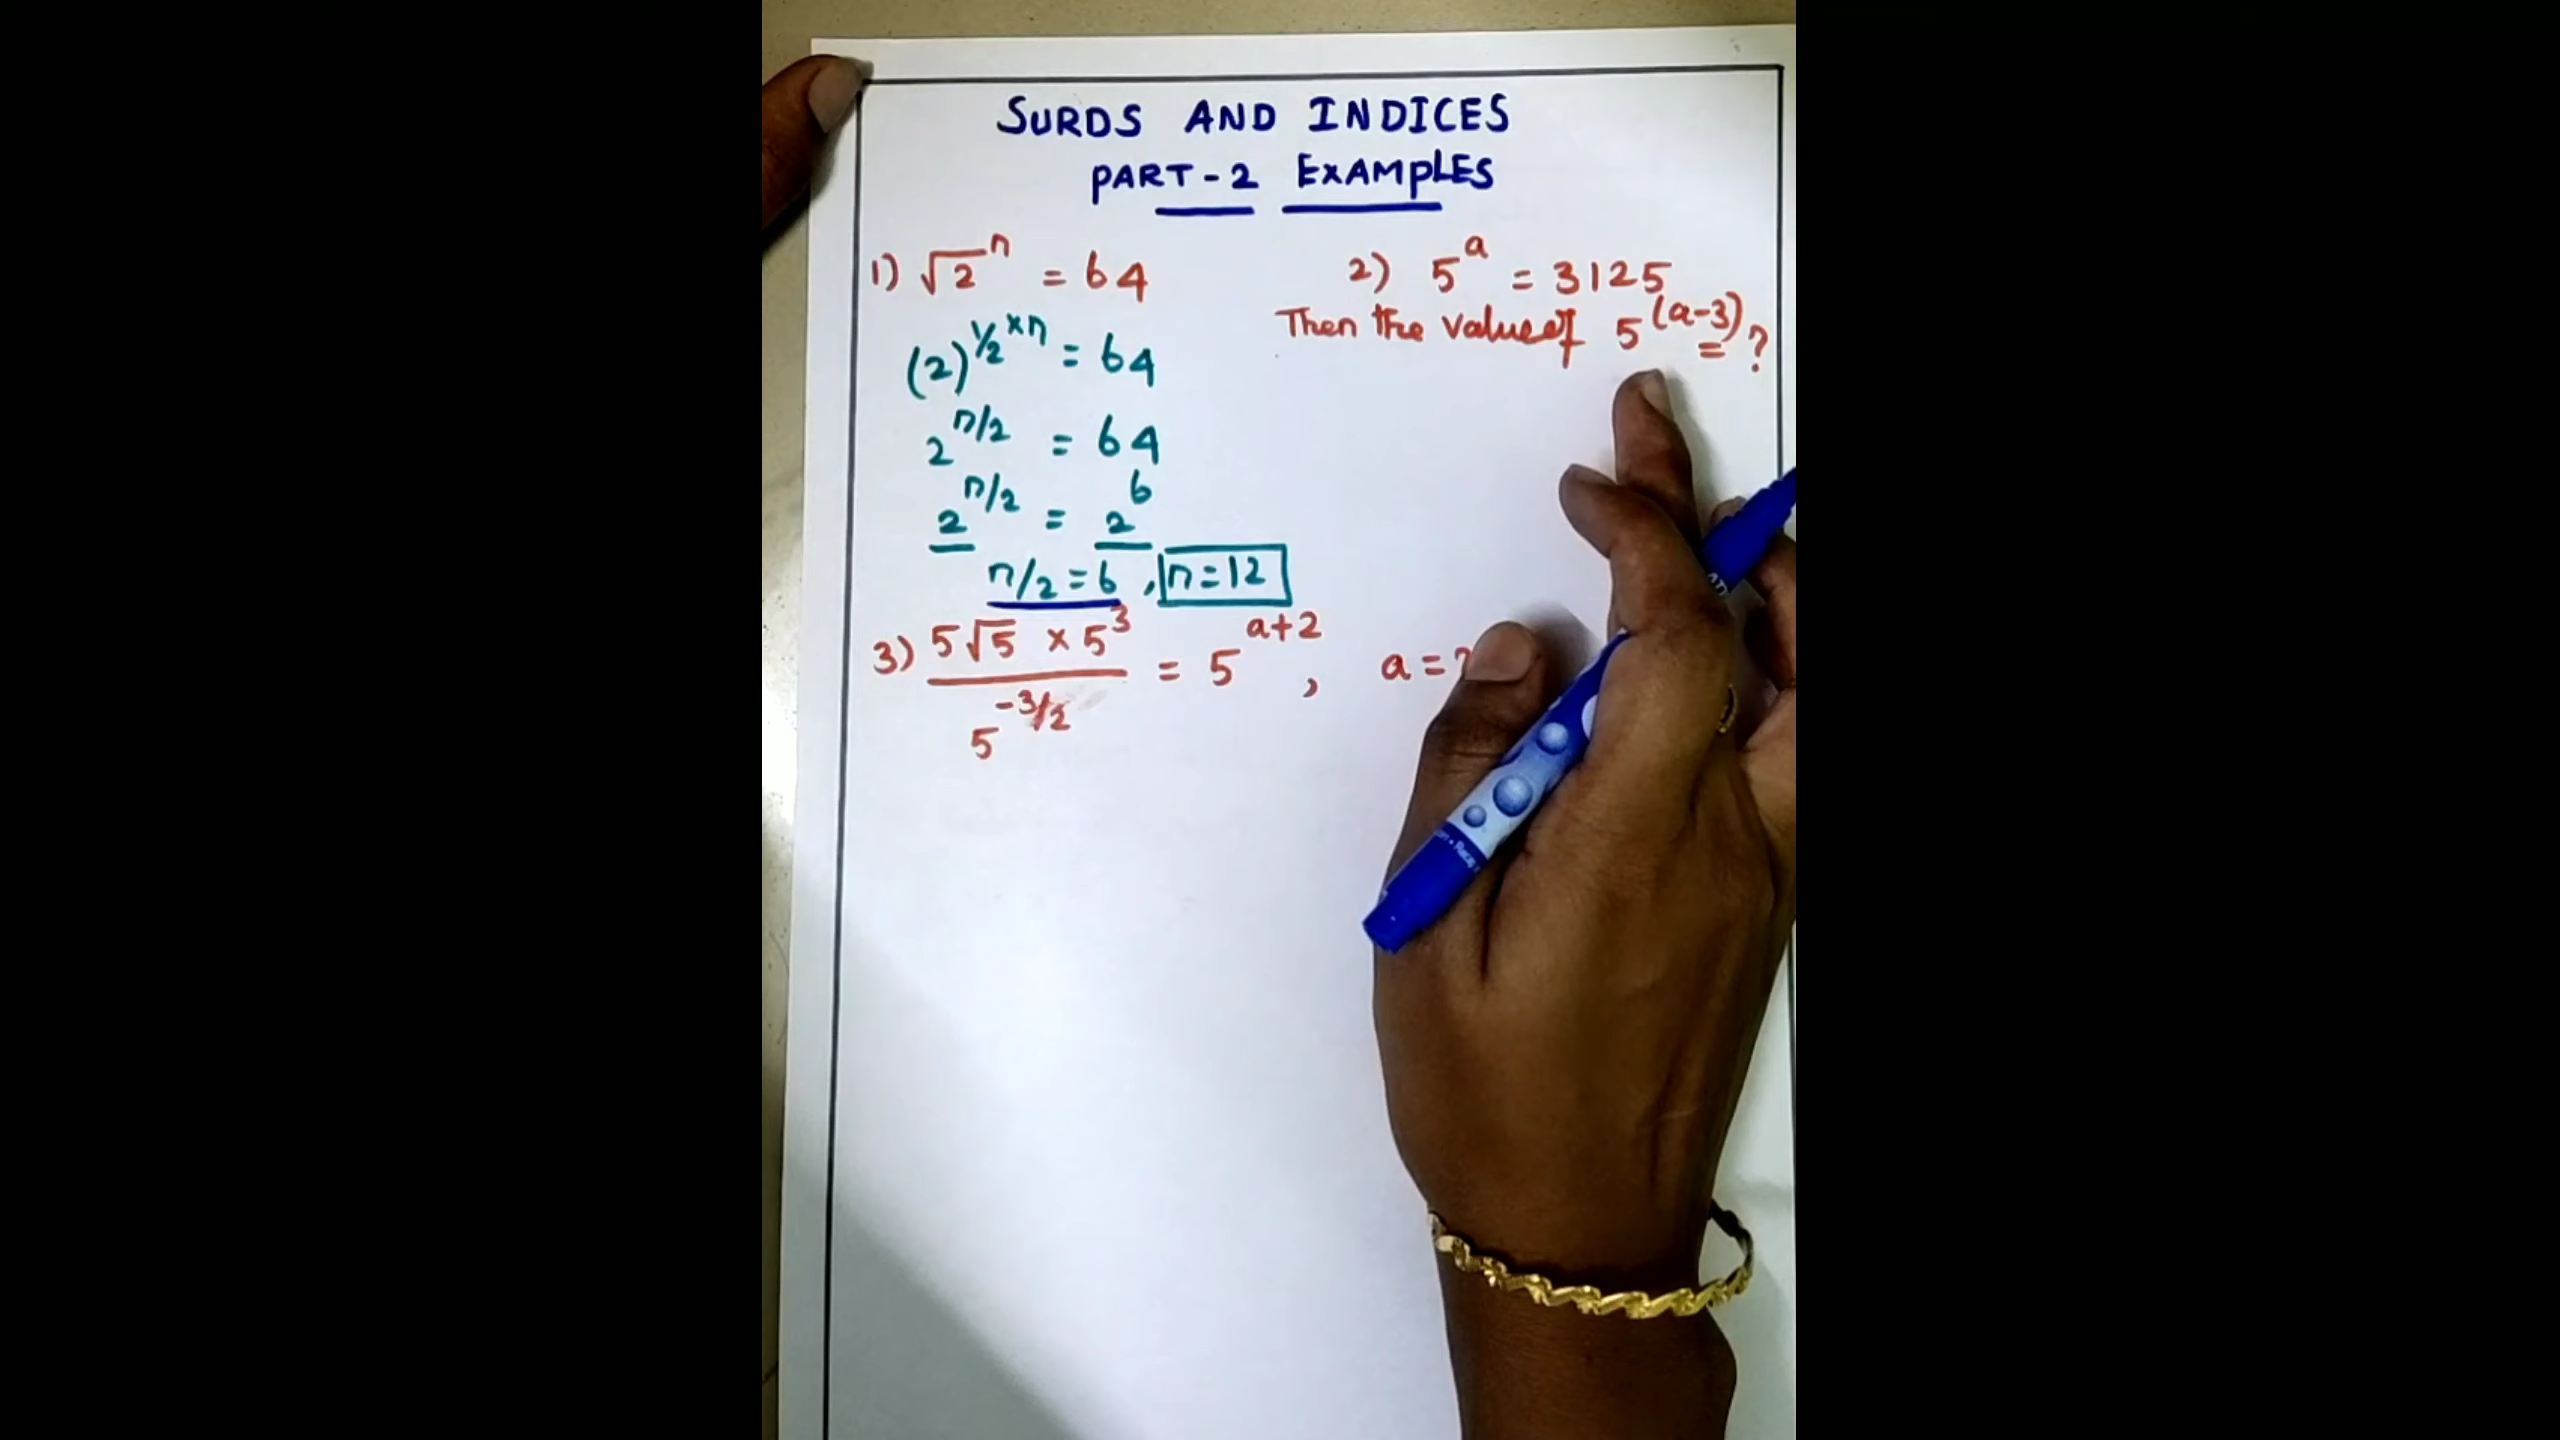 SURDS AND INDICES
PART-2 EXAMPLES
1) √2^n = 64
(2)^1/2 × n = 64
2^n/2 = 64
2^n/2 = 2^6
n/2 = 6 , n = 12
2) 5^a = 3125
Then the value of 5^(a-3) = ?
3) 5√5 × 5^3 / 5^-3/2 = 5^a+2 , a = ?